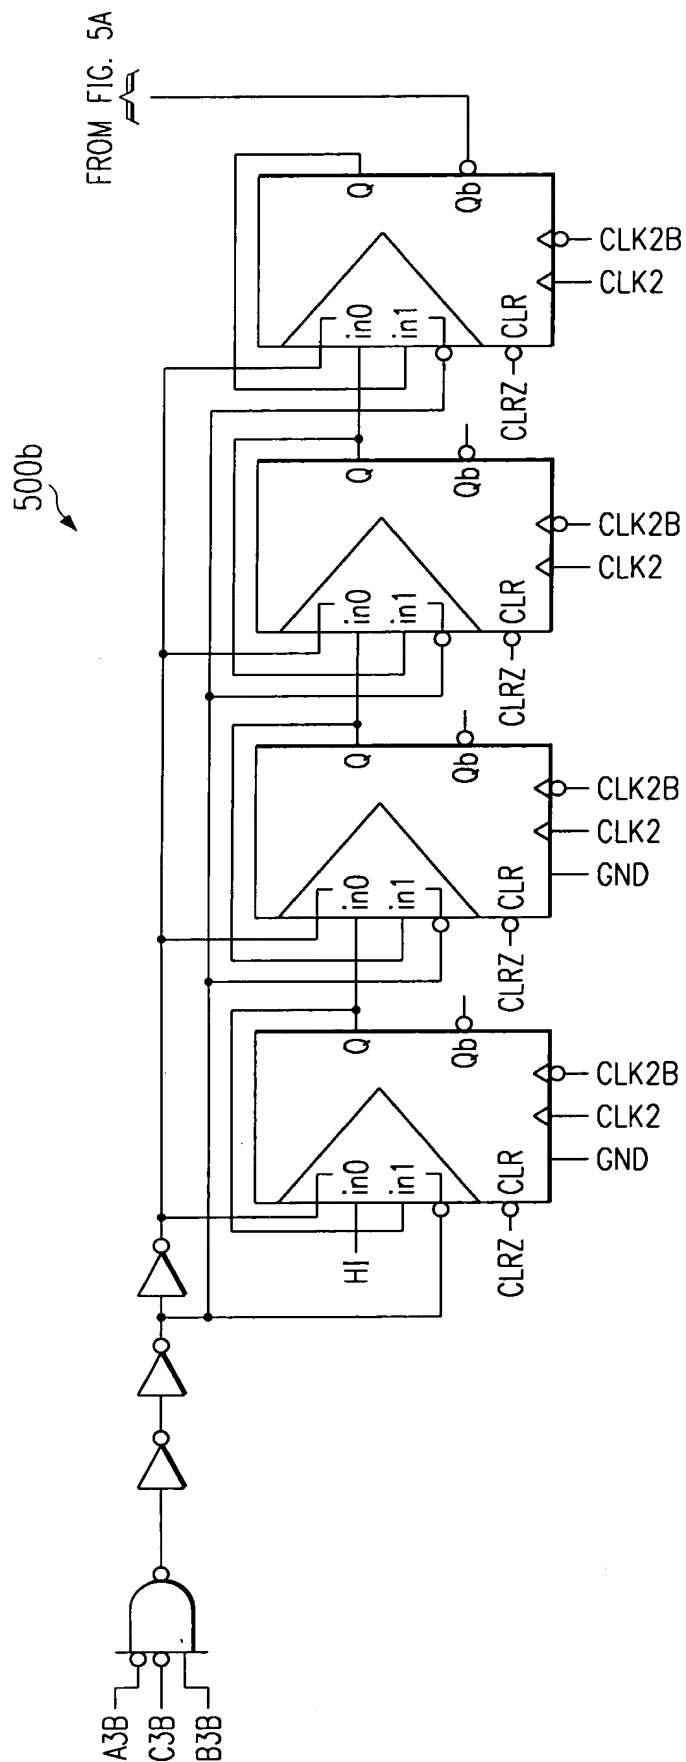 500b
FROM FIG. 5A
A3B
C3B
B3B
HI
in0
in1
Q
Qb
CLRZ
CLR
GND
CLK2
CLK2B
in0
in1
Q
Qb
CLRZ
CLR
GND
CLK2
CLK2B
in0
in1
Q
Qb
CLRZ
CLR
CLK2
CLK2B
in0
in1
Q
Qb
CLRZ
CLR
CLK2
CLK2B